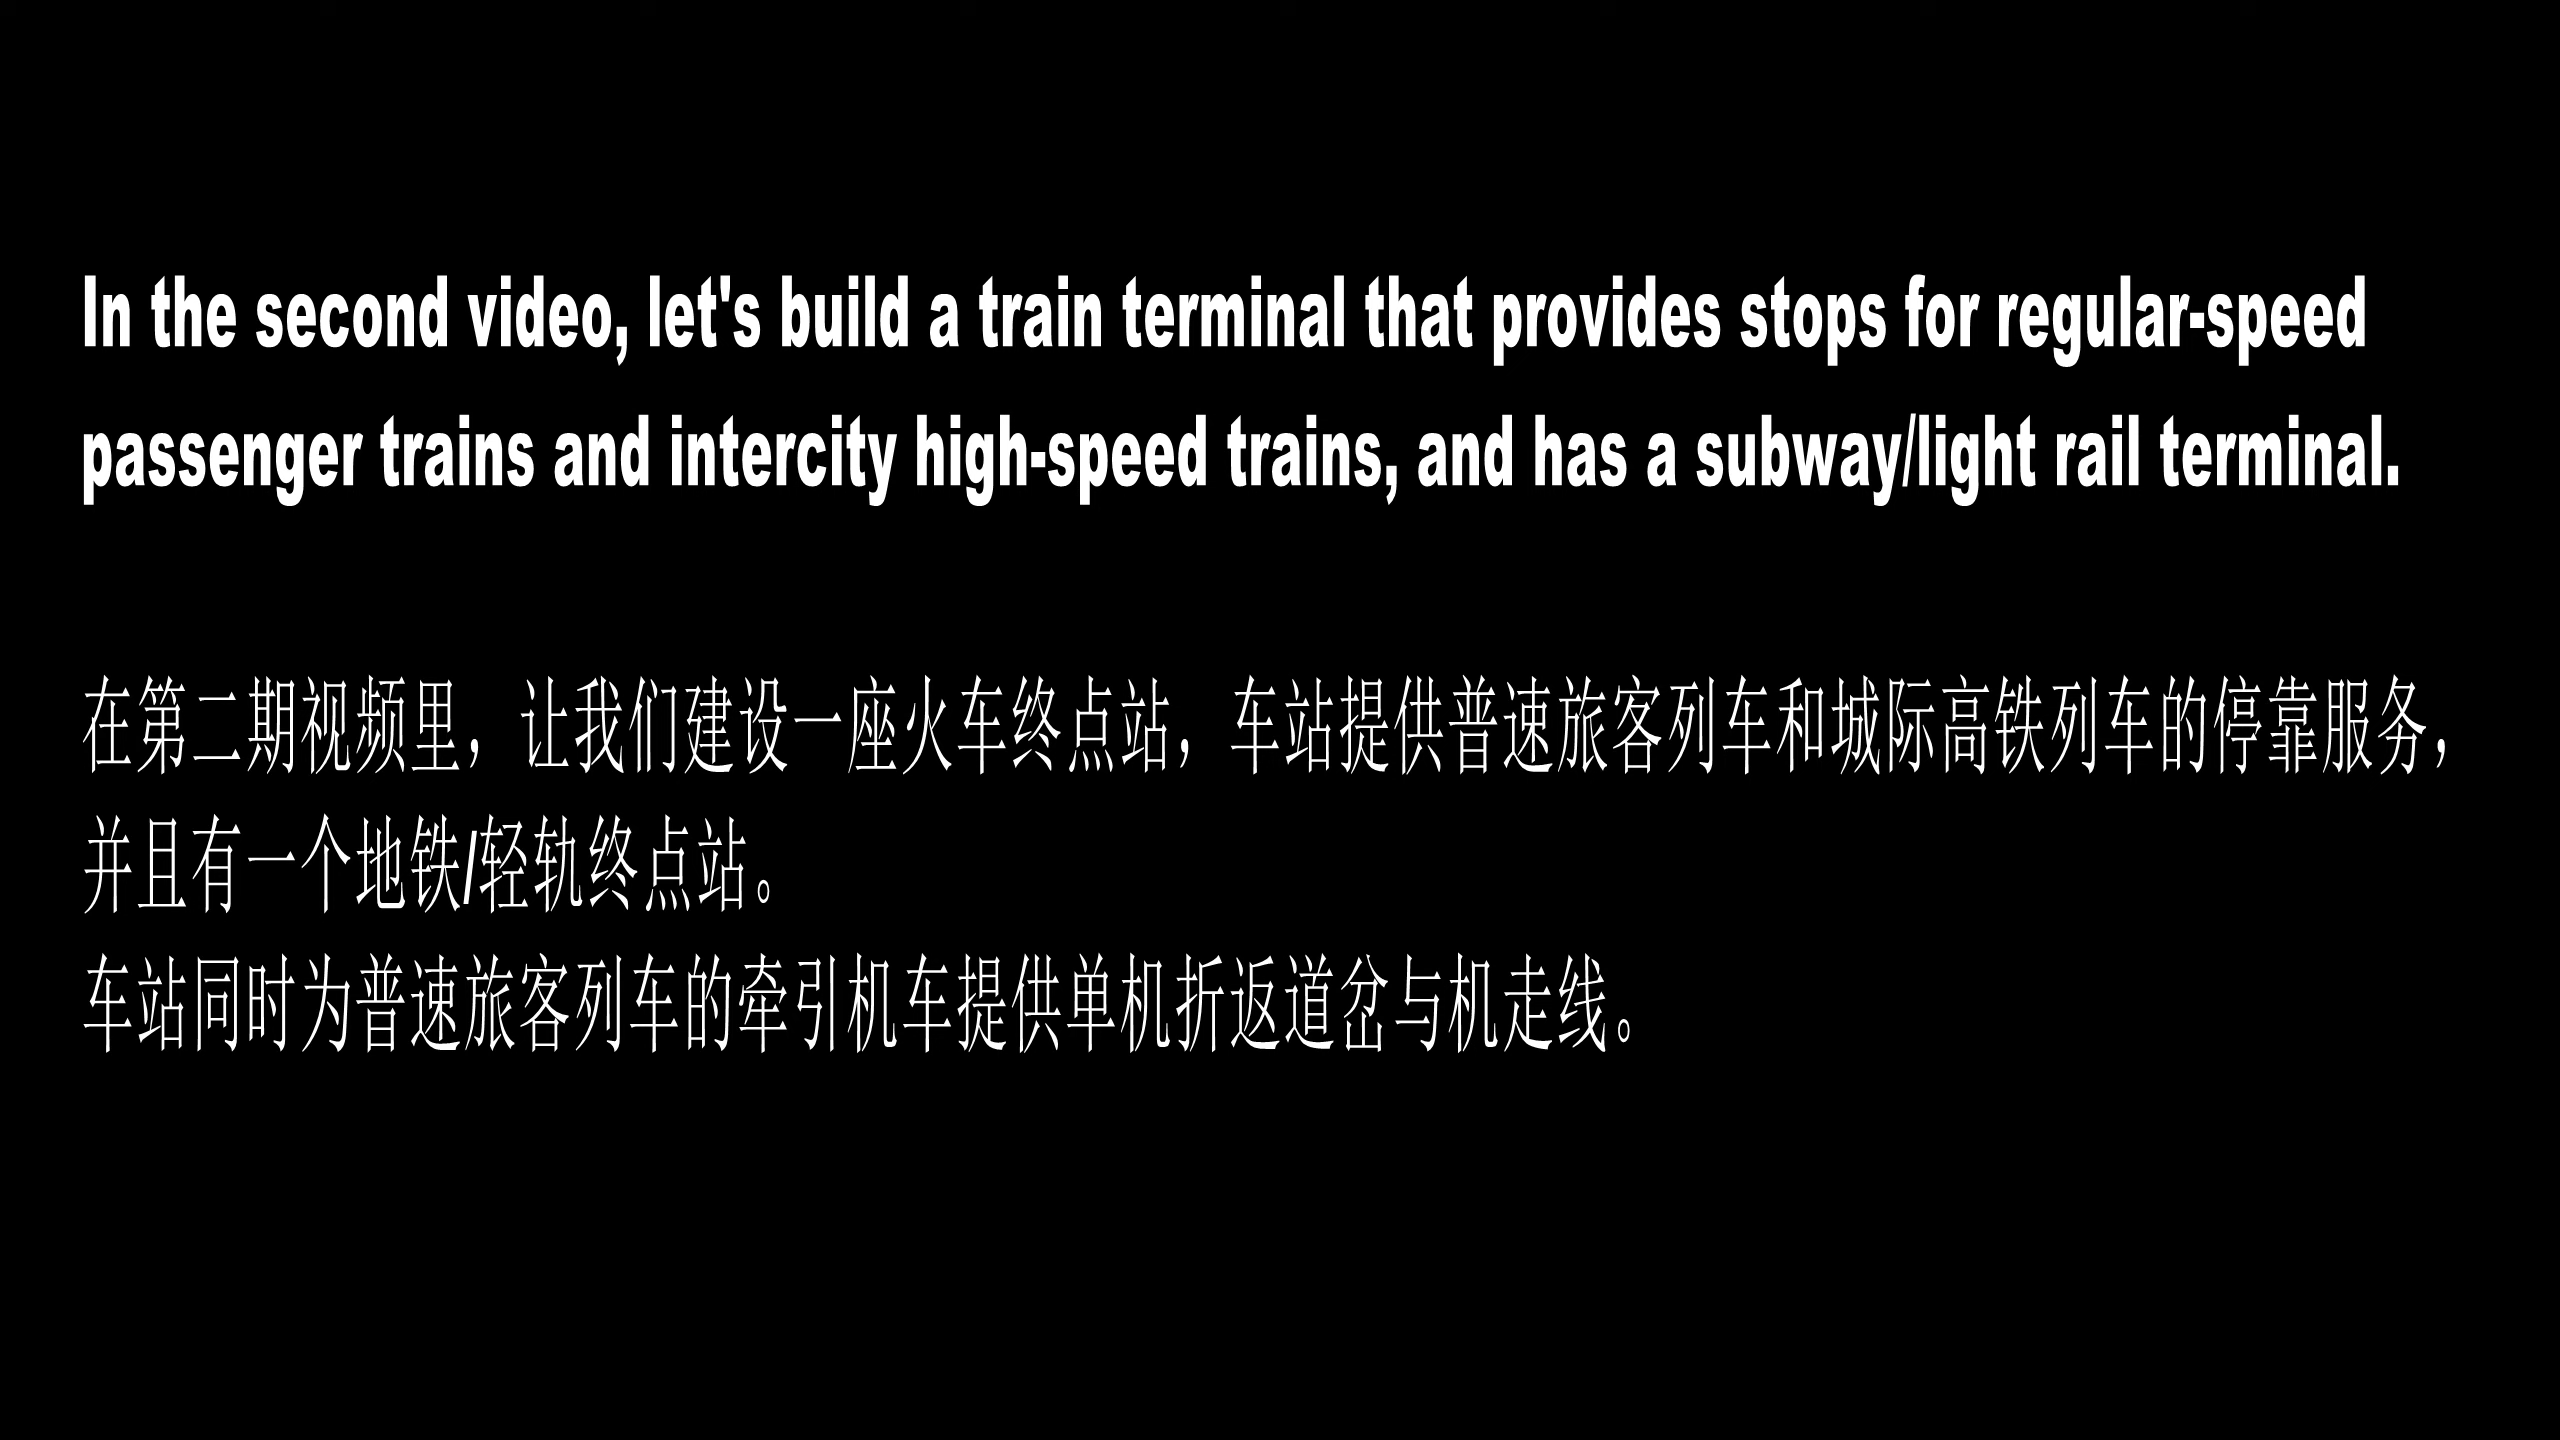 In the second video, let's build a train terminal that provides stops for regular-speed
passenger trains and intercity high-speed trains, and has a subway/light rail terminal.
在第二期视频里，让我们建设一座火车终点站，车站提供普速旅客列车和城际高铁列车的停靠服务，
并且有一个地铁/轻轨终点站。
车站同时为普速旅客列车的牵引机车提供单机折返道岔与机走线。